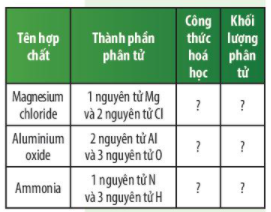 Tên hợp chất
Thành phần phân tử
Công thức hoá học
Khối lượng phân tử
Magnesium chloride
1 nguyên tử Mg
và 2 nguyên tử Cl
?
?
Aluminium oxide
2 nguyên tử Al
và 3 nguyên tử O
?
?
Ammonia
1 nguyên tử N
và 3 nguyên tử H
?
?